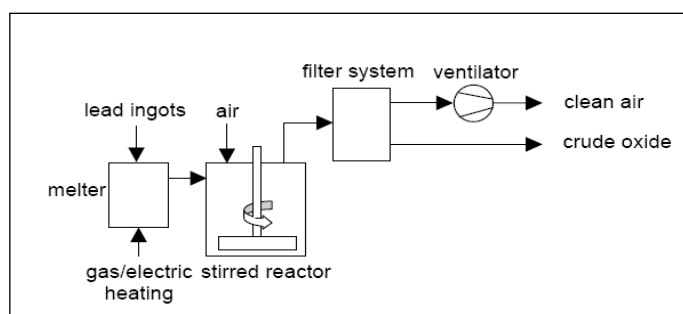 filter system
ventilator
lead ingots
air
clean air
crude oxide
melter
gas/electric
heating
stirred reactor